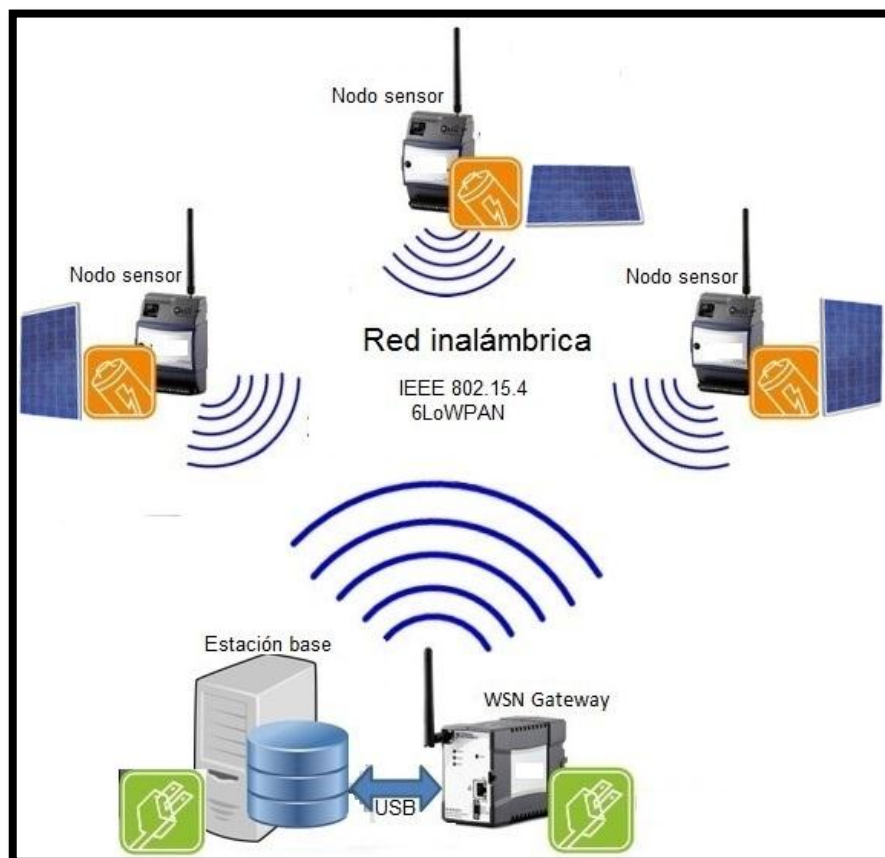 Nodo sensor
Nodo sensor
Nodo sensor
Red inalámbrica
IEEE 802.15.4
6LoWPAN
Estación base
WSN Gateway
USB